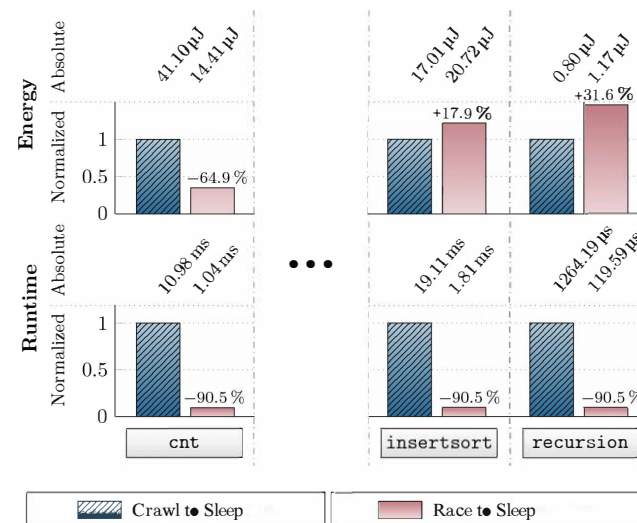 Energy
Absolute
41.10 µJ
14.41 µJ
17.01 µJ
20.72 µJ
0.80 µJ
1.17 µJ
Normalized
1
0.5
0
−64.9 %
+17.9 %
+31.6 %
Runtime
Absolute
10.98 ms
1.04 ms
•••
19.11 ms
1.81 ms
1264.19 µs
119.59 µs
Normalized
1
0.5
0
−90.5 %
−90.5 %
−90.5 %
cnt
insertsort
recursion
Crawl to Sleep
Race to Sleep